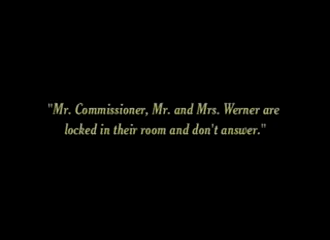 "Mr. Commissioner, Mr. and Mrs. Werner are
locked in their room and don't answer."